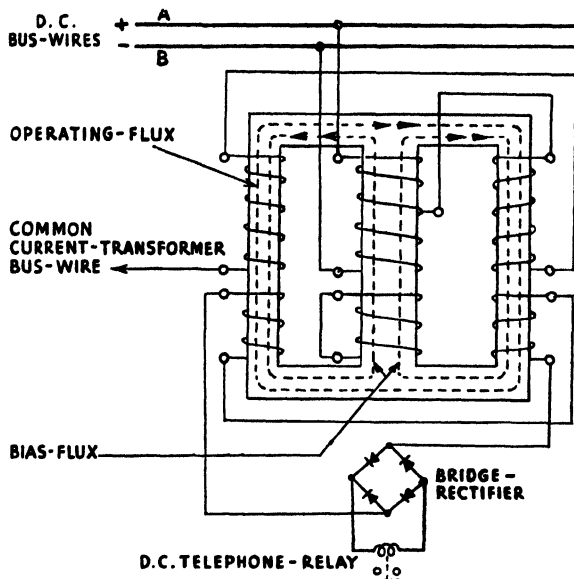 D.C. + A
BUS-WIRES - B
OPERATING-FLUX
COMMON
CURRENT-TRANSFORMER
BUS-WIRE
BIAS-FLUX
BRIDGE-
RECTIFIER
D.C. TELEPHONE-RELAY